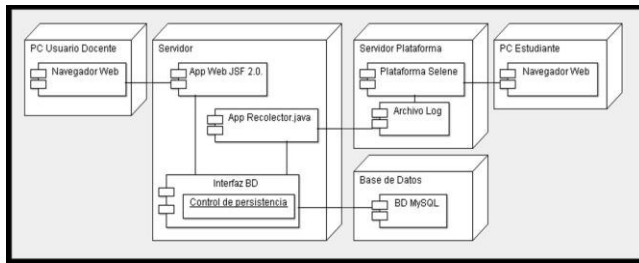 PC Usuario Docente
Navegador Web
Servidor
App Web JSF 2.0.
App Recolector.java
Interfaz BD
Control de persistencia
Servidor Plataforma
Plataforma Selene
Archivo Log
PC Estudiante
Navegador Web
Base de Datos
BD MySQL